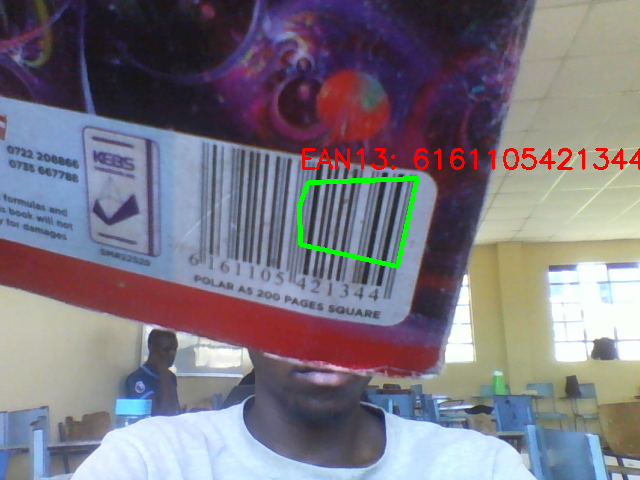 EAN13: 6161105421344
0722 208866
0735 667788
KEBS
formulas and
s book will not
y for damages
6 161105 421344
POLAR A5 200 PAGES SQUARE